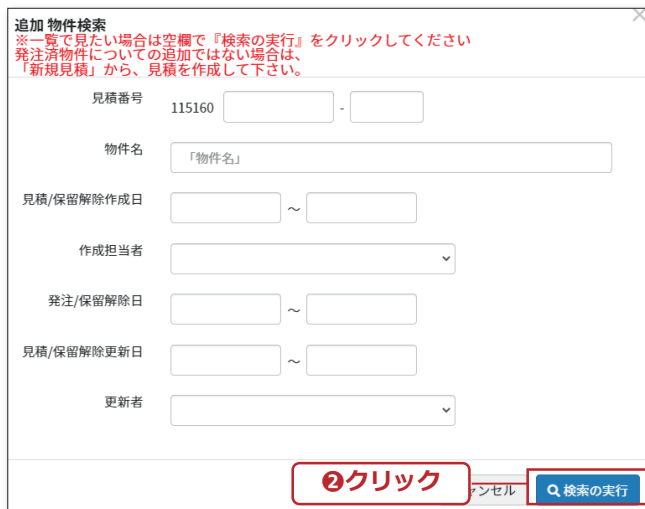 追加 物件検索
※一覧で見たい場合は空欄で『検索の実行』をクリックしてください
発注済物件についての追加ではない場合は、
「新規見積」から、見積を作成して下さい。
見積番号 115160 -
物件名 「物件名」
見積/保留解除作成日 ～
作成担当者
発注/保留解除日 ～
見積/保留解除更新日 ～
更新者
❷クリック ャンセル 検索の実行